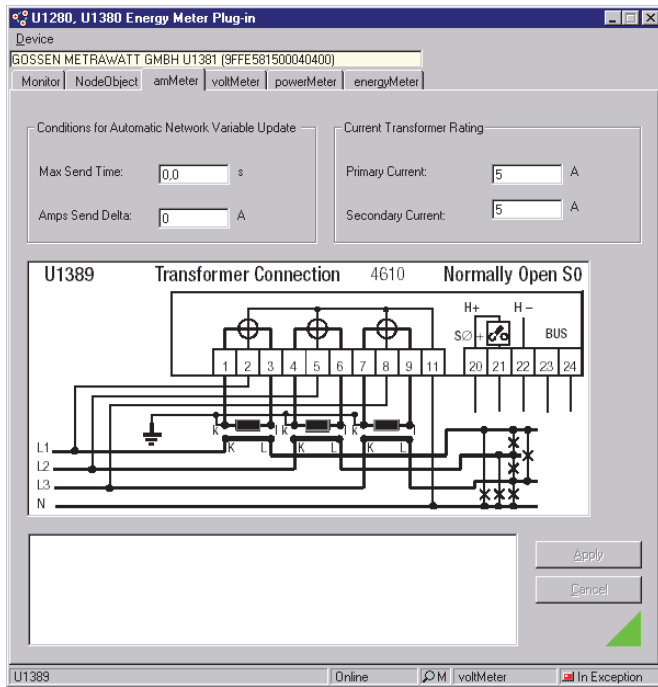 U1280, U1380 Energy Meter Plug-in
Device
GOSSEN METRAWATT GMBH U1381 (9FFE581500040400)
Monitor NodeObject amMeter voltMeter powerMeter energyMeter
Conditions for Automatic Network Variable Update
Max Send Time: 0,0 s
Amps Send Delta: 0 A
Current Transformer Rating
Primary Current: 5 A
Secondary Current: 5 A
U1389 Transformer Connection 4610 Normally Open S0
H+ H −
SØ + BUS
1 2 3 4 5 6 7 8 9 11 20 21 22 23 24
k l k l k l
L1 K L K L K L
L2
L3
N
Apply
Cancel
U1389 Online M voltMeter In Exception